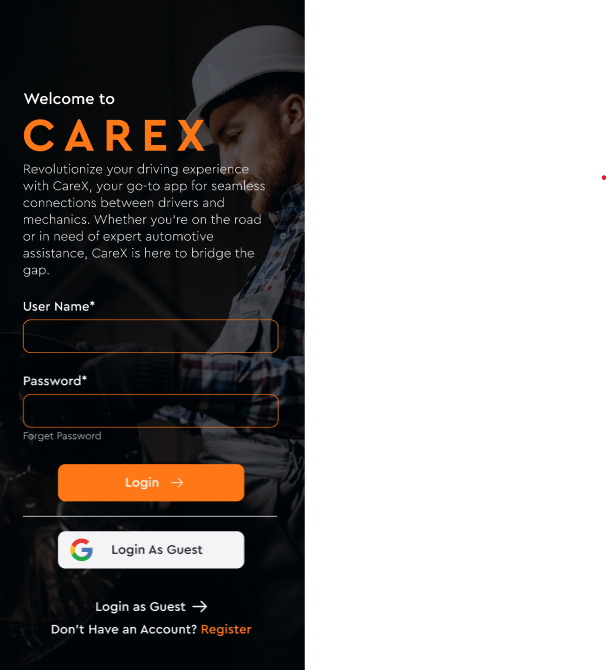 Welcome to
CAREX
Revolutionize your driving experience
with CareX, your go-to app for seamless
connections between drivers and
mechanics. Whether you're on the road
or in need of expert automotive
assistance, CareX is here to bridge the
gap.
User Name*
Password*
Forget Password
Login →
Login As Guest
Login as Guest →
Don't Have an Account? Register